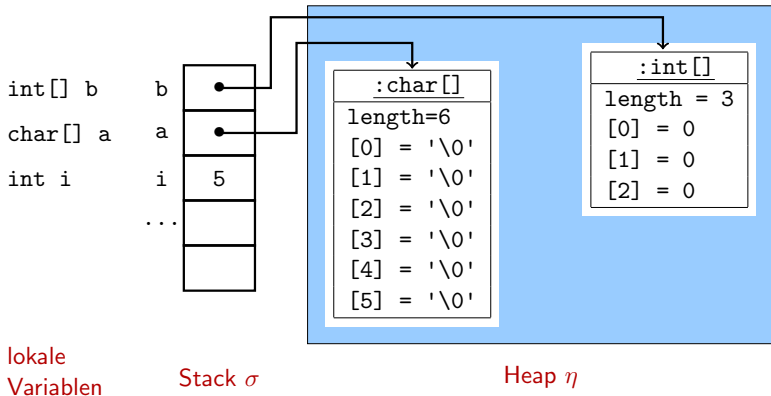 int[] b b
char[] a a
int i i 5
...
:char[]
length=6
[0] = '\0'
[1] = '\0'
[2] = '\0'
[3] = '\0'
[4] = '\0'
[5] = '\0'
:int[]
length = 3
[0] = 0
[1] = 0
[2] = 0
lokale
Variablen
Stack σ
Heap η